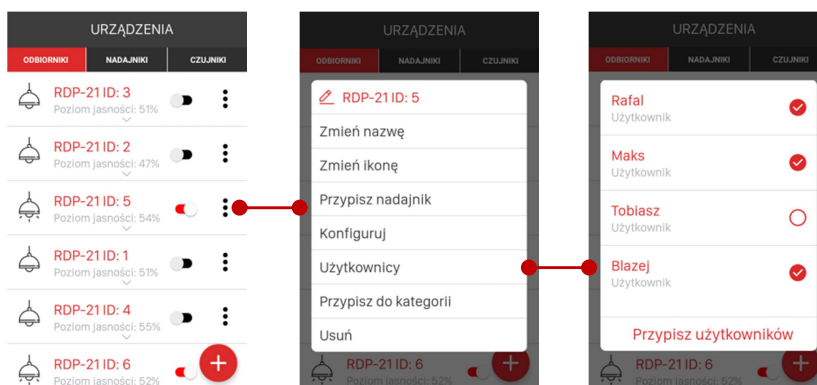 URZĄDZENIA
ODBIORNIKI NADAJNIKI CZUJNIKI
RDP-21 ID: 3
Poziom jasności: 51%
RDP-21 ID: 2
Poziom jasności: 47%
RDP-21 ID: 5
Poziom jasności: 54%
RDP-21 ID: 1
Poziom jasności: 51%
RDP-21 ID: 4
Poziom jasności: 55%
RDP-21 ID: 6
Poziom jasności: 52%
URZĄDZENIA
ODBIORNIKI NADAJNIKI CZUJNIKI
RDP-21 ID: 5
Zmień nazwę
Zmień ikonę
Przypisz nadajnik
Konfiguruj
Użytkownicy
Przypisz do kategorii
Usuń
RDP-21 ID: 6
Poziom jasności: 52%
URZĄDZENIA
ODBIORNIKI NADAJNIKI CZUJNIKI
Rafal
Użytkownik
Maks
Użytkownik
Tobiasz
Użytkownik
Blazej
Użytkownik
Przypisz użytkowników
RDP-21 ID: 6
Poziom jasności: 52%